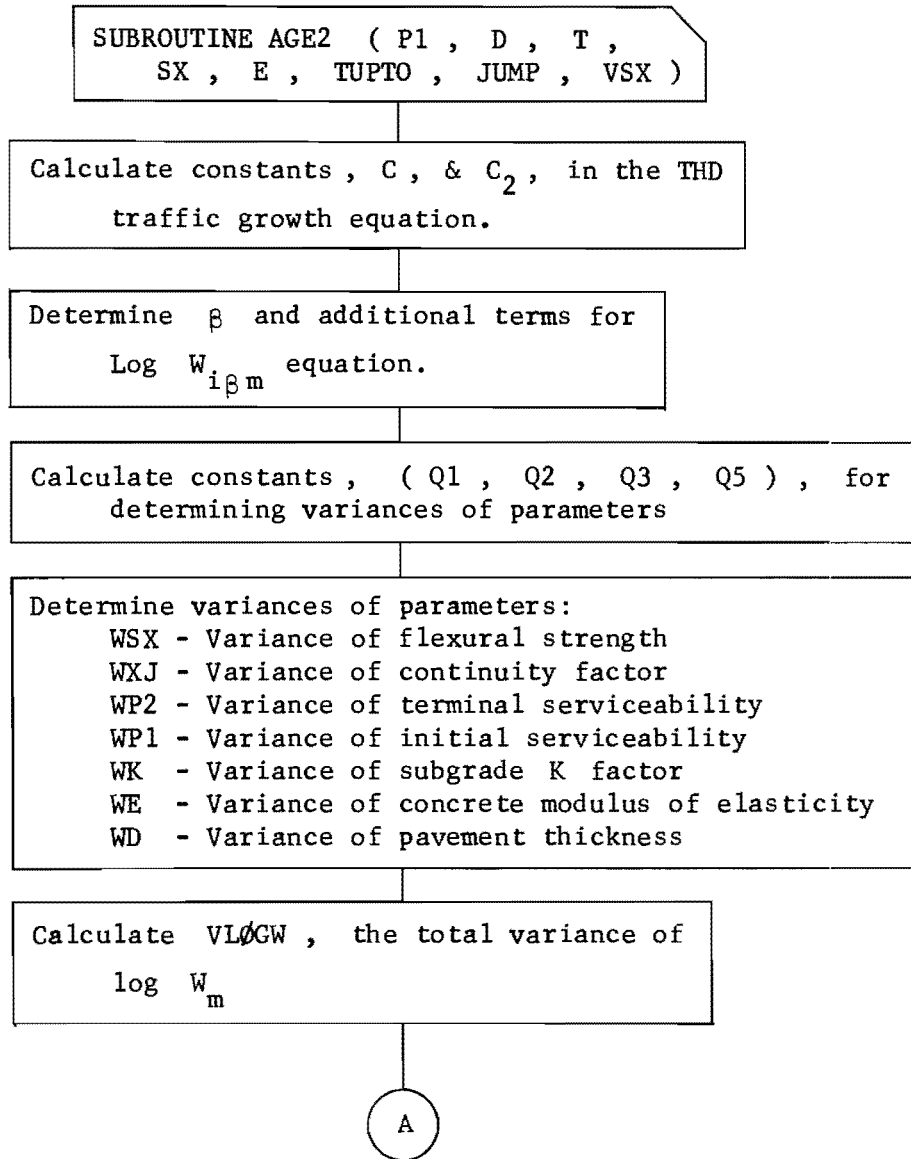 SUBROUTINE AGE2 ( P1 , D , T ,
SX , E , TUPTO , JUMP , VSX )
Calculate constants , C , & C₂ , in the THD
traffic growth equation.
Determine β and additional terms for
Log W_iβm equation.
Calculate constants , ( Q1 , Q2 , Q3 , Q5 ) , for
determining variances of parameters
Determine variances of parameters:
WSX - Variance of flexural strength
WXJ - Variance of continuity factor
WP2 - Variance of terminal serviceability
WP1 - Variance of initial serviceability
WK - Variance of subgrade K factor
WE - Variance of concrete modulus of elasticity
WD - Variance of pavement thickness
Calculate VLØGW , the total variance of
log W_m
A